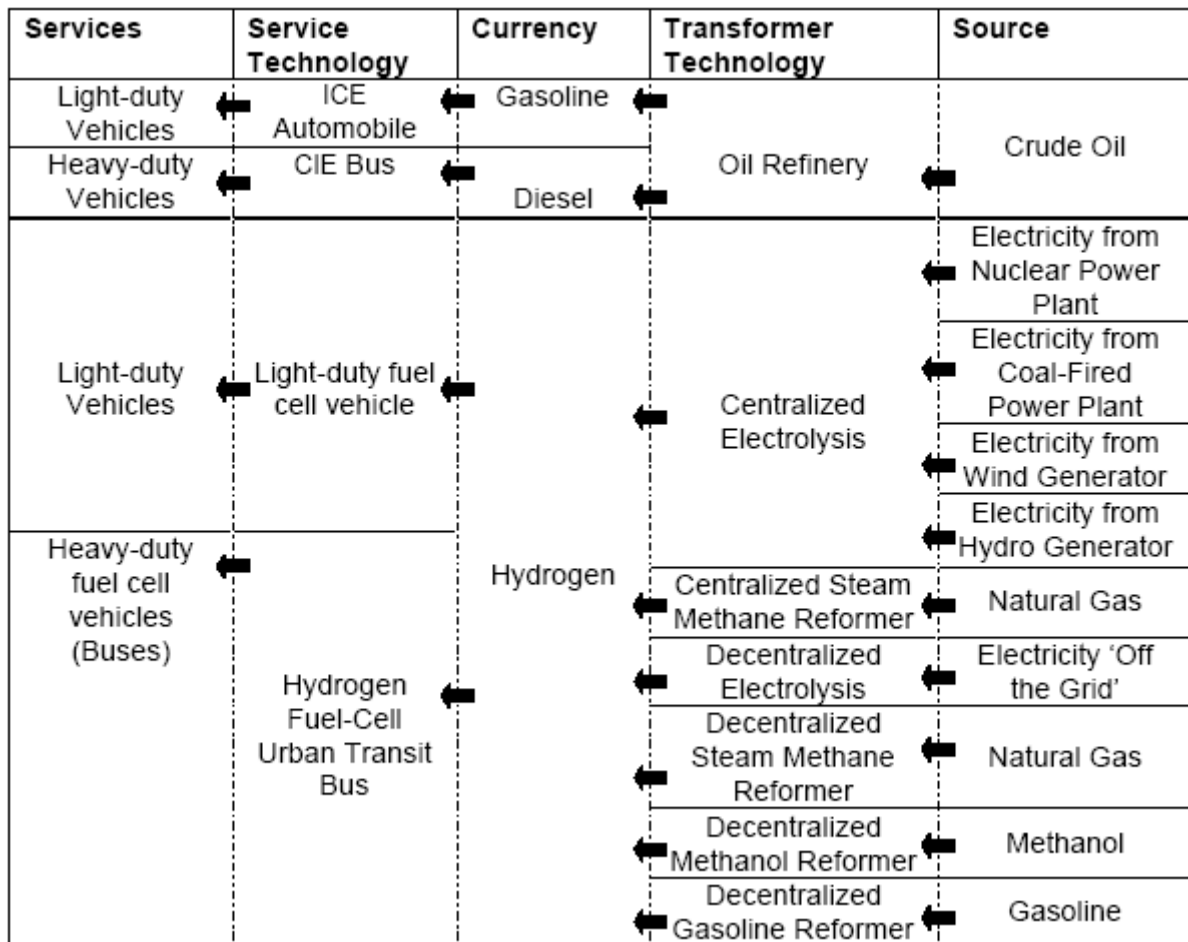 Services
Service
Technology
Currency
Transformer
Technology
Source
Light-duty
Vehicles
ICE
Automobile
Gasoline
Oil Refinery
Crude Oil
Heavy-duty
Vehicles
CIE Bus
Diesel
Light-duty
Vehicles
Light-duty fuel
cell vehicle
Hydrogen
Centralized
Electrolysis
Electricity from
Nuclear Power
Plant
Electricity from
Coal-Fired
Power Plant
Electricity from
Wind Generator
Electricity from
Hydro Generator
Heavy-duty
fuel cell
vehicles
(Buses)
Hydrogen
Fuel-Cell
Urban Transit
Bus
Centralized Steam
Methane Reformer
Natural Gas
Decentralized
Electrolysis
Electricity ‘Off
the Grid’
Decentralized
Steam Methane
Reformer
Natural Gas
Decentralized
Methanol Reformer
Methanol
Decentralized
Gasoline Reformer
Gasoline